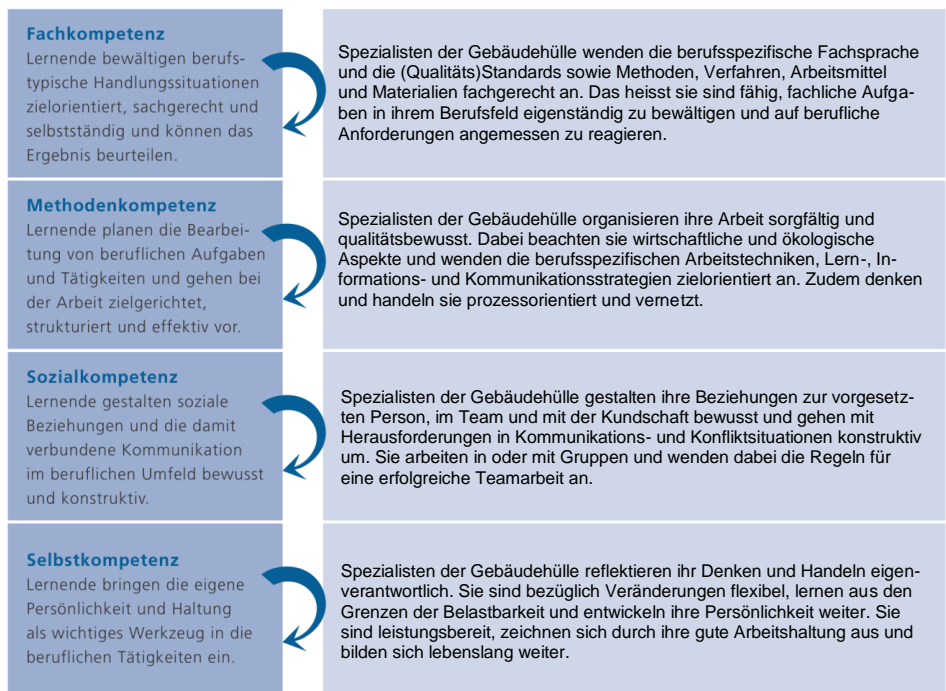 Fachkompetenz
Lernende bewältigen berufs-
typische Handlungssituationen
zielorientiert, sachgerecht und
selbstständig und können das
Ergebnis beurteilen.
Spezialisten der Gebäudehülle wenden die berufsspezifische Fachsprache
und die (Qualitäts)Standards sowie Methoden, Verfahren, Arbeitsmittel
und Materialien fachgerecht an. Das heisst sie sind fähig, fachliche Aufga-
ben in ihrem Berufsfeld eigenständig zu bewältigen und auf berufliche
Anforderungen angemessen zu reagieren.
Methodenkompetenz
Lernende planen die Bearbei-
tung von beruflichen Aufgaben
und Tätigkeiten und gehen bei
der Arbeit zielgerichtet,
strukturiert und effektiv vor.
Spezialisten der Gebäudehülle organisieren ihre Arbeit sorgfältig und
qualitätsbewusst. Dabei beachten sie wirtschaftliche und ökologische
Aspekte und wenden die berufsspezifischen Arbeitstechniken, Lern-, In-
formations- und Kommunikationsstrategien zielorientiert an. Zudem denken
und handeln sie prozessorientiert und vernetzt.
Sozialkompetenz
Lernende gestalten soziale
Beziehungen und die damit
verbundene Kommunikation
im beruflichen Umfeld bewusst
und konstruktiv.
Spezialisten der Gebäudehülle gestalten ihre Beziehungen zur vorgesetz-
ten Person, im Team und mit der Kundschaft bewusst und gehen mit
Herausforderungen in Kommunikations- und Konfliktsituationen konstruktiv
um. Sie arbeiten in oder mit Gruppen und wenden dabei die Regeln für
eine erfolgreiche Teamarbeit an.
Selbstkompetenz
Lernende bringen die eigene
Persönlichkeit und Haltung
als wichtiges Werkzeug in die
beruflichen Tätigkeiten ein.
Spezialisten der Gebäudehülle reflektieren ihr Denken und Handeln eigen-
verantwortlich. Sie sind bezüglich Veränderungen flexibel, lernen aus den
Grenzen der Belastbarkeit und entwickeln ihre Persönlichkeit weiter. Sie
sind leistungsbereit, zeichnen sich durch ihre gute Arbeitshaltung aus und
bilden sich lebenslang weiter.